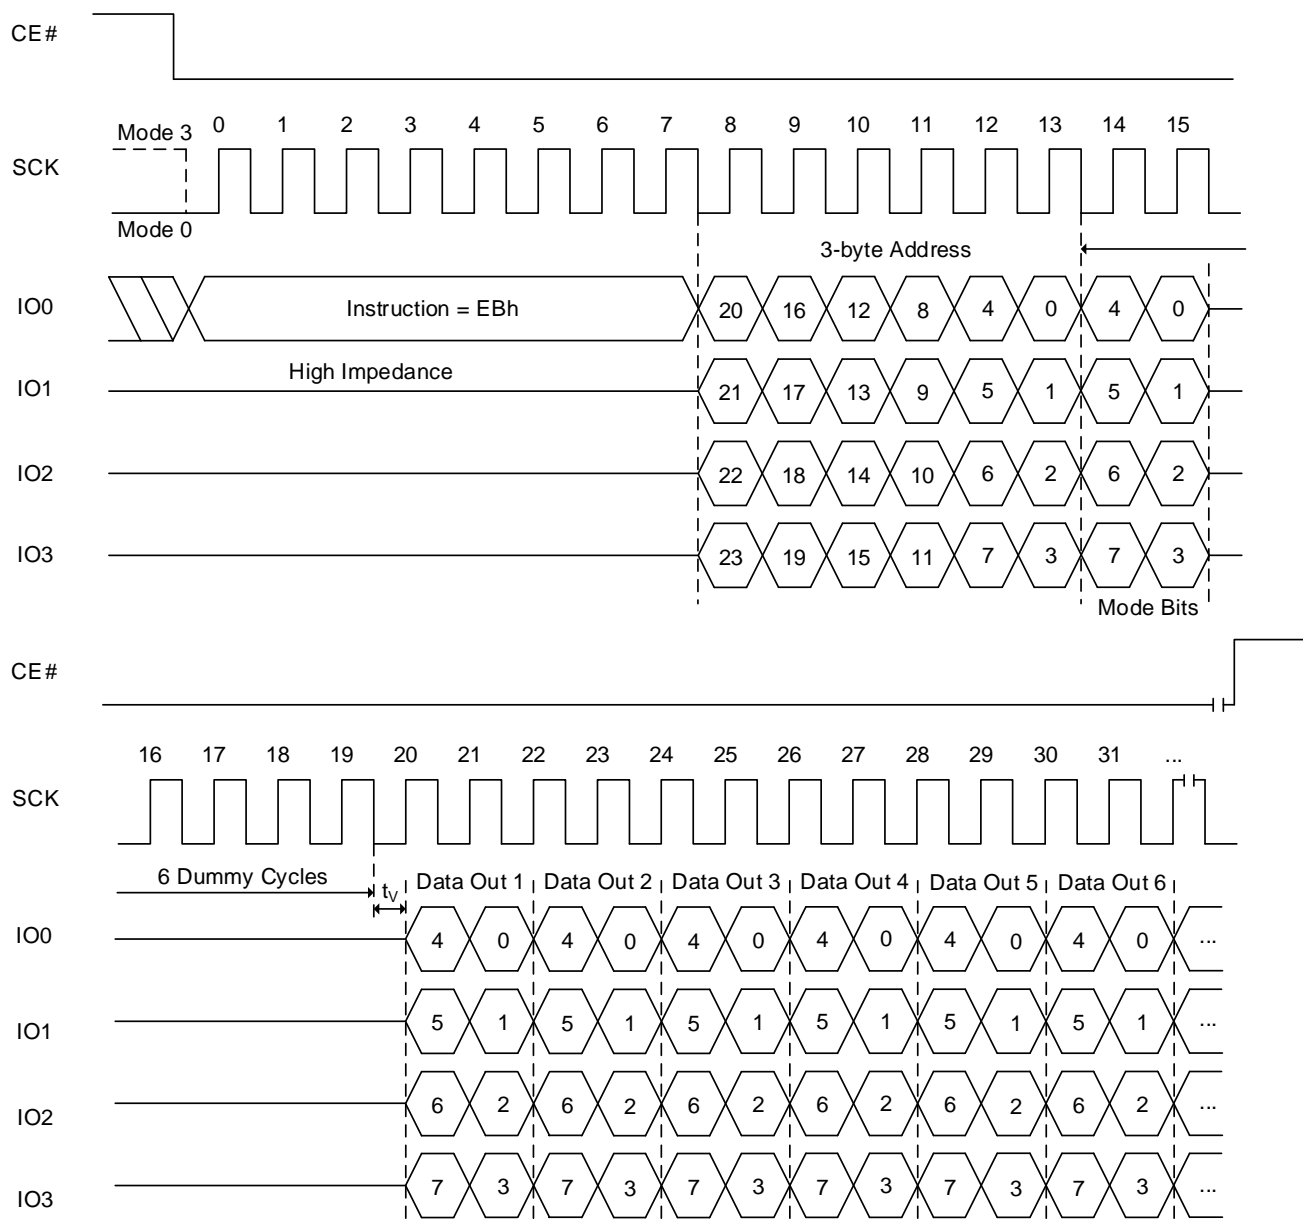 CE#
Mode 3 0 1 2 3 4 5 6 7 8 9 10 11 12 13 14 15
SCK
Mode 0
3-byte Address
IO0 Instruction = EBh 20 16 12 8 4 0 4 0
High Impedance
IO1 21 17 13 9 5 1 5 1
IO2 22 18 14 10 6 2 6 2
IO3 23 19 15 11 7 3 7 3
Mode Bits
CE#
16 17 18 19 20 21 22 23 24 25 26 27 28 29 30 31 ...
SCK
6 Dummy Cycles tV Data Out 1 Data Out 2 Data Out 3 Data Out 4 Data Out 5 Data Out 6
IO0 4 0 4 0 4 0 4 0 4 0 4 0 ...
IO1 5 1 5 1 5 1 5 1 5 1 5 1 ...
IO2 6 2 6 2 6 2 6 2 6 2 6 2 ...
IO3 7 3 7 3 7 3 7 3 7 3 7 3 ...